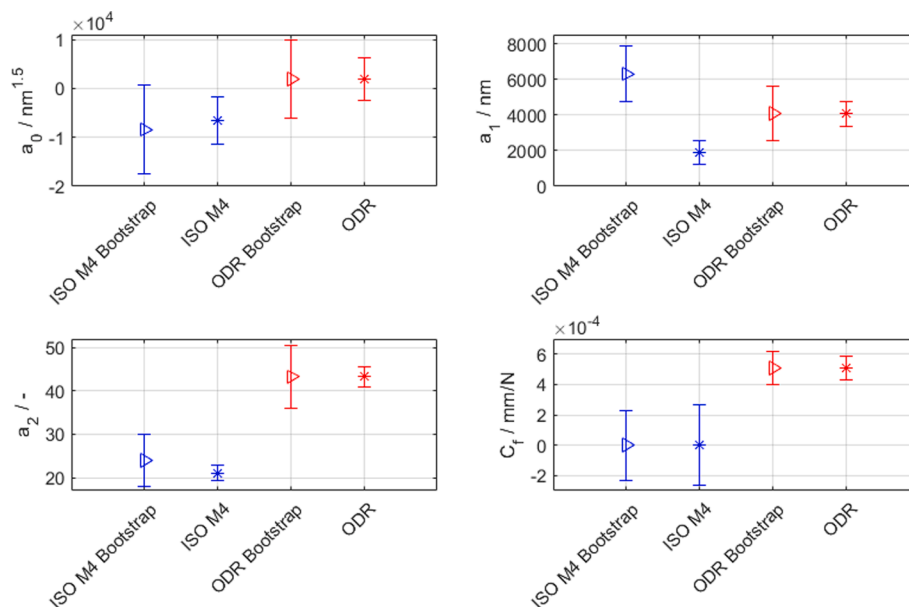 ×10^4
a_0 / nm^1.5
1
0
-1
-2
ISO M4 Bootstrap
ISO M4
ODR Bootstrap
ODR
a_1 / nm
8000
6000
4000
2000
0
ISO M4 Bootstrap
ISO M4
ODR Bootstrap
ODR
a_2 / -
50
40
30
20
ISO M4 Bootstrap
ISO M4
ODR Bootstrap
ODR
×10^-4
C_f / mm/N
6
4
2
0
-2
ISO M4 Bootstrap
ISO M4
ODR Bootstrap
ODR